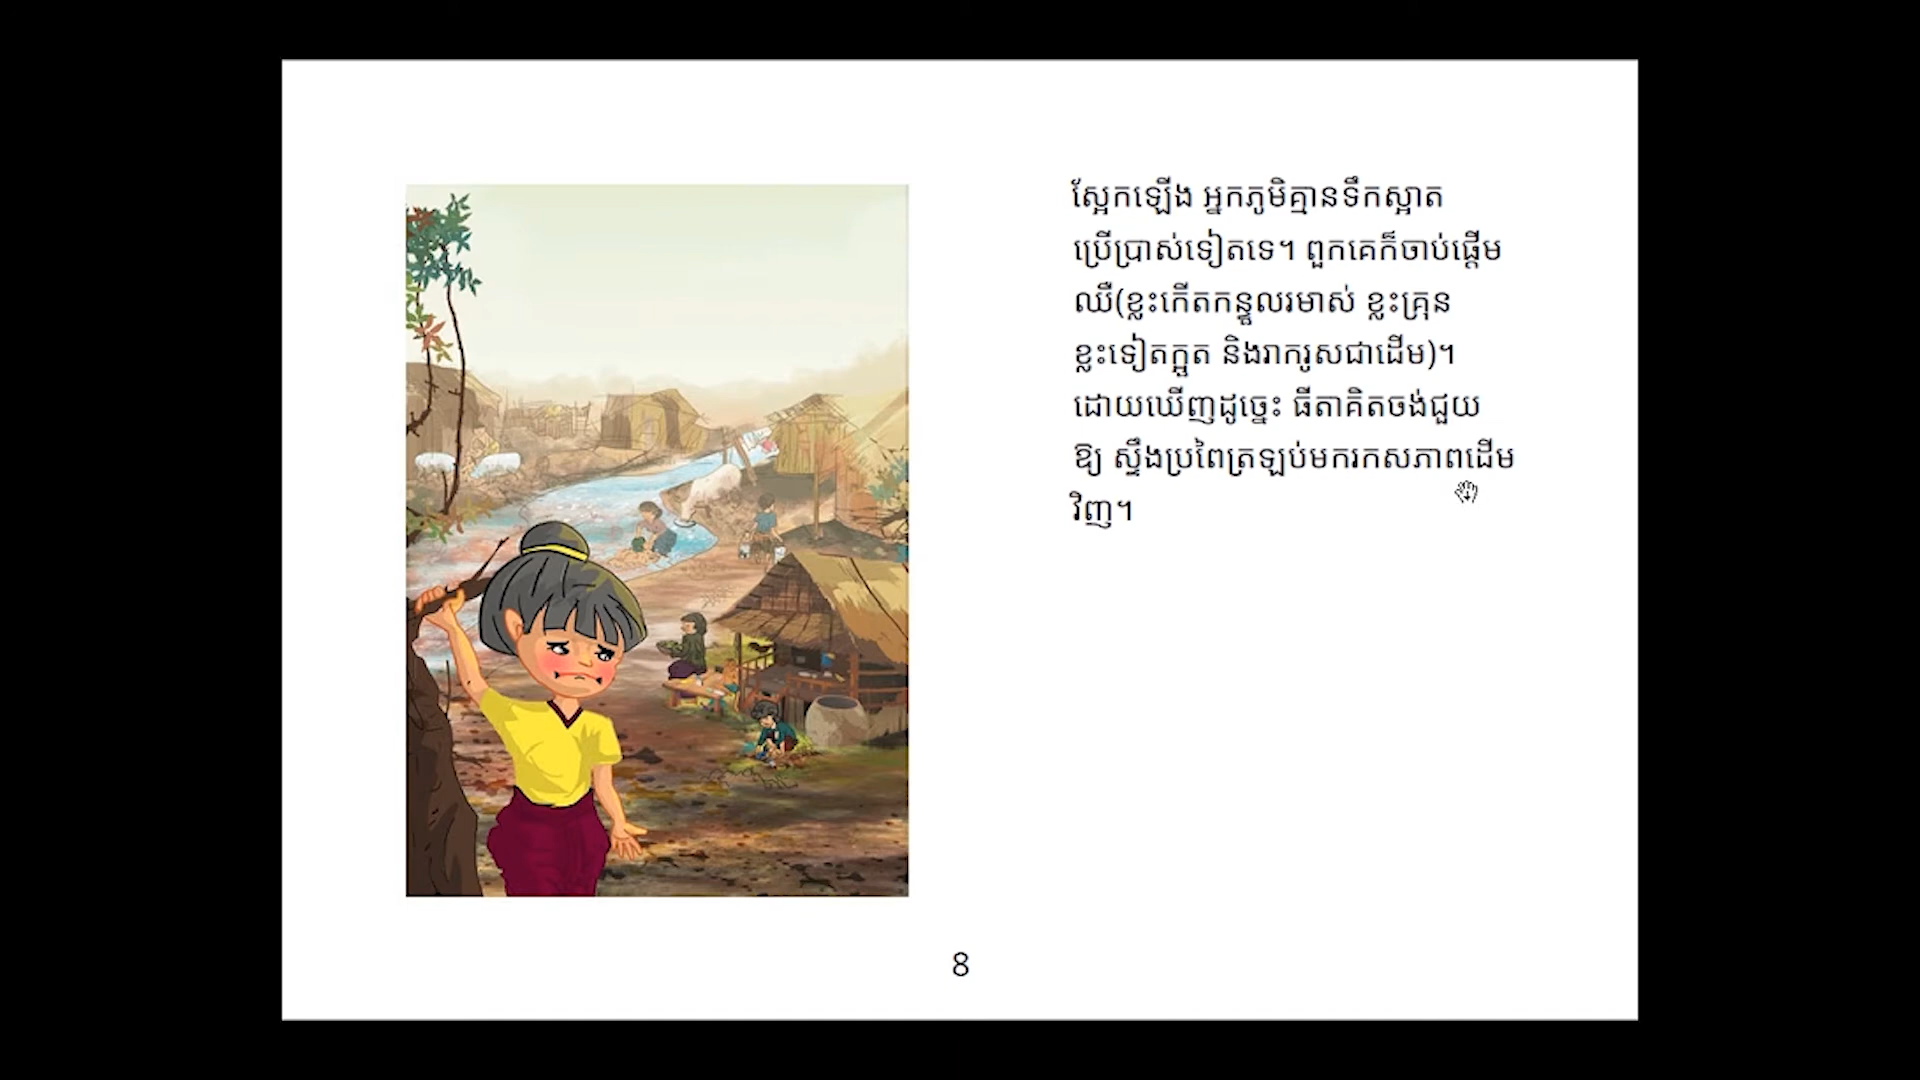 ស្អែកឡើង អ្នកភូមិគ្មានទឹកស្អាត
ប្រើប្រាស់ទៀតទេ។ ពួកគេក៏ចាប់ផ្តើម
ឈឺ(ខ្លះកើតកន្ទួលរមាស់ ខ្លះគ្រុន
ខ្លះទៀតក្អួត និងរាករូសជាដើម)។
ដោយឃើញដូច្នេះ ធីតាគិតចង់ជួយ
ឱ្យ ស្ទឹងប្រពៃត្រឡប់មករកសភាពដើម
វិញ។
8